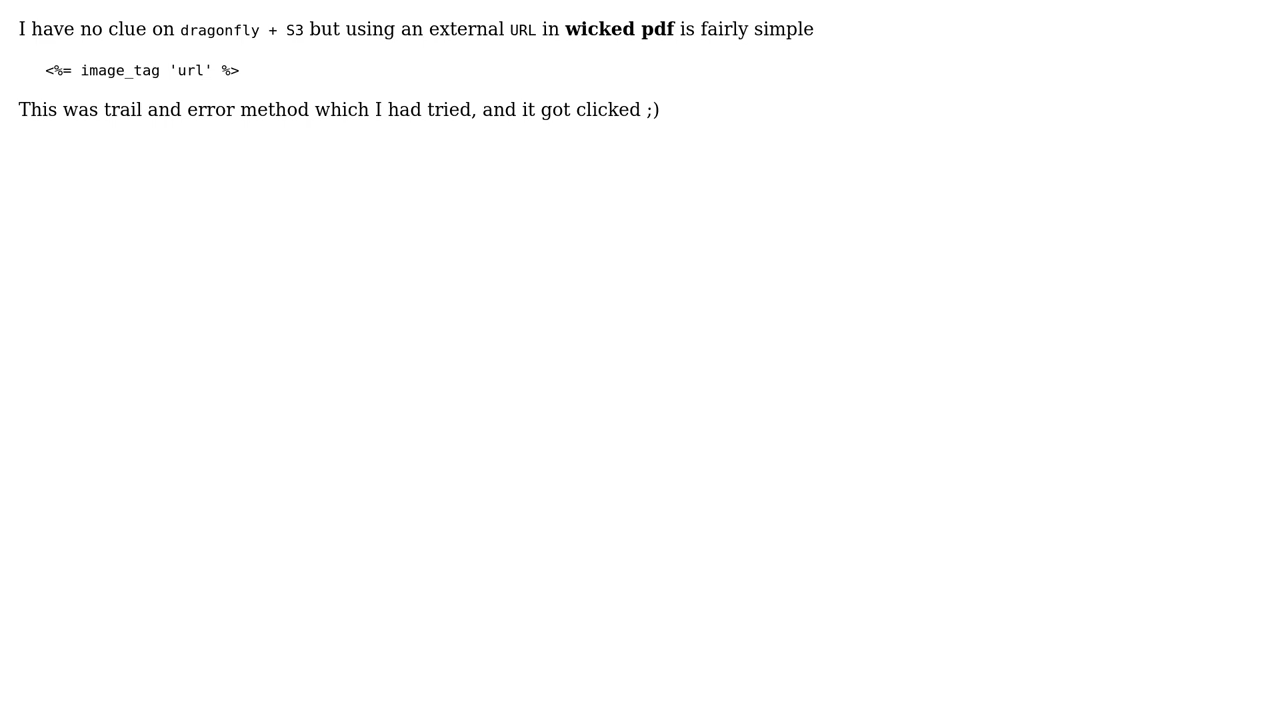 I have no clue on dragonfly + S3 but using an external URL in wicked pdf is fairly simple
<%= image_tag 'url' %>
This was trail and error method which I had tried, and it got clicked ;)